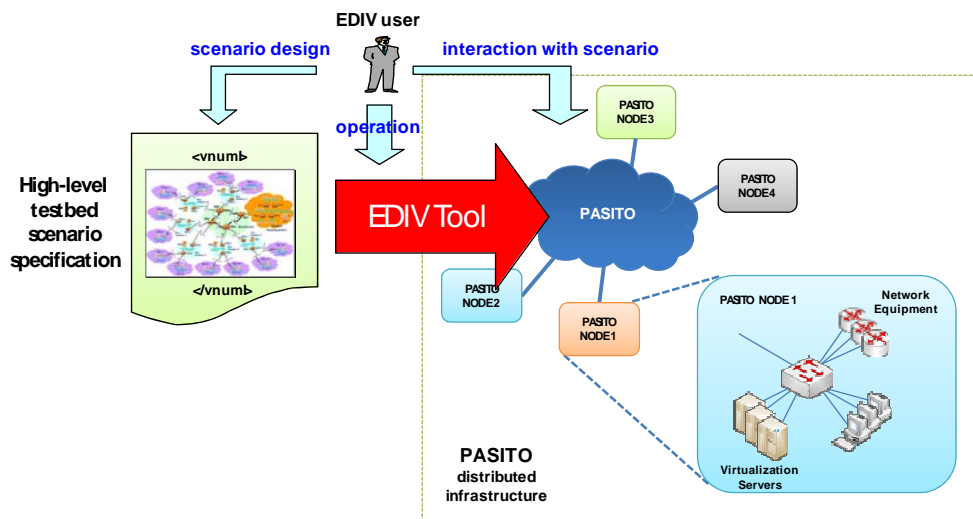 EDIV user
scenario design
interaction with scenario
operation
High-level
testbed
scenario
specification
<vnuml>
</vnuml>
EDIV Tool
PASITO
PASITO
NODE3
PASITO
NODE4
PASITO
NODE2
PASITO
NODE1
PASITO NODE 1
Network
Equipment
Virtualization
Servers
PASITO
distributed
infrastructure